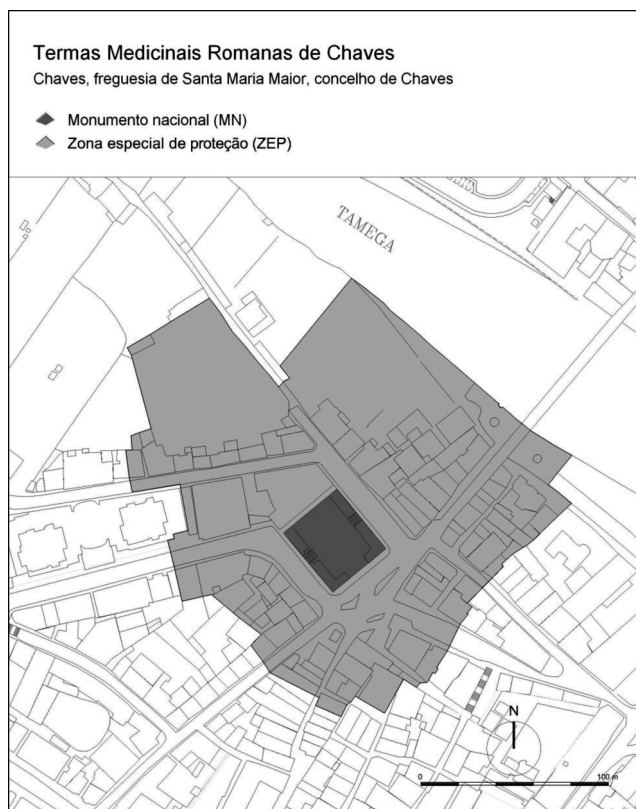 Termas Medicinais Romanas de Chaves
Chaves, freguesia de Santa Maria Maior, concelho de Chaves
Monumento nacional (MN)
Zona especial de proteção (ZEP)
TAMEGA
N
0 100 m